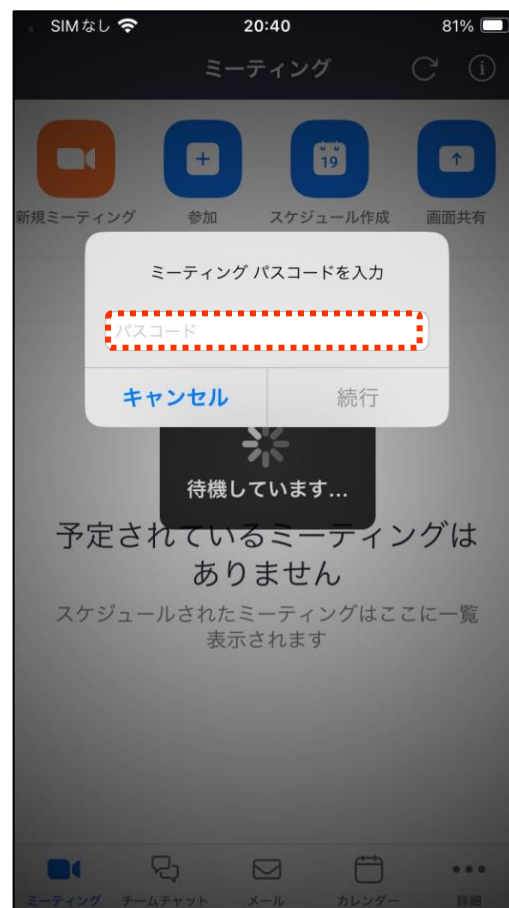 SIMなし 20:40 81%
ミーティング
19
新規ミーティング 参加 スケジュール作成 画面共有
ミーティング パスコードを入力
パスコード
キャンセル 続行
待機しています...
予定されているミーティングは
ありません
スケジュールされたミーティングはここに一覧
表示されます
ミーティング チームチャット メール カレンダー 詳細